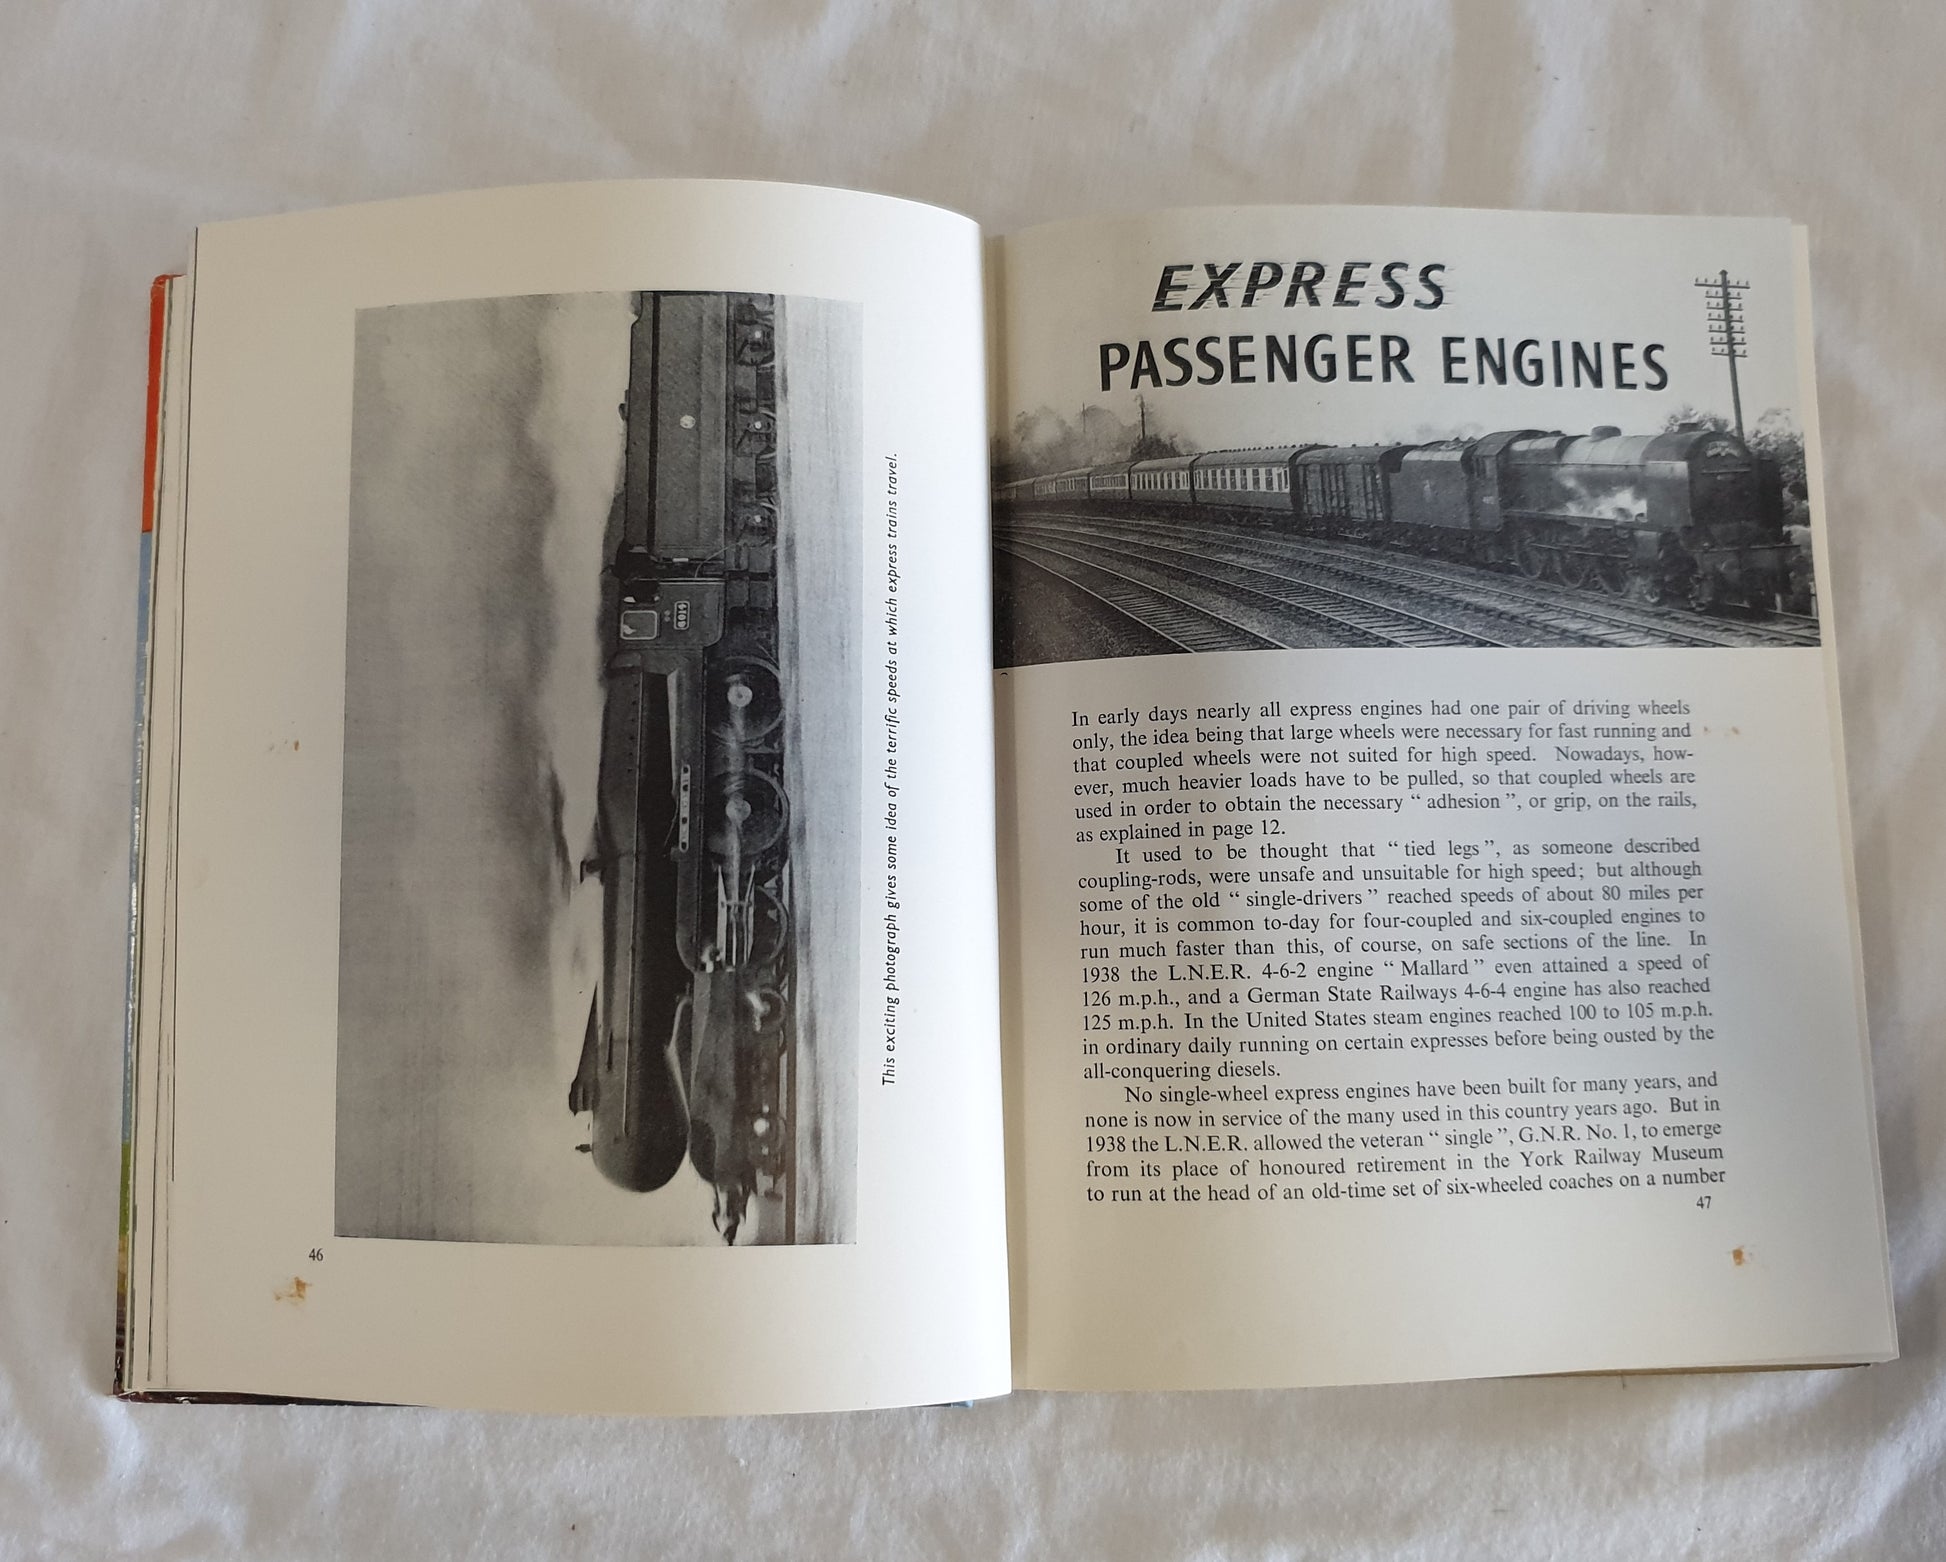 This exciting photograph gives some idea of the terrific speeds at which express trains travel.
46
EXPRESS
PASSENGER ENGINES
In early days nearly all express engines had one pair of driving wheels
only, the idea being that large wheels were necessary for fast running and
that coupled wheels were not suited for high speed. Nowadays, how-
ever, much heavier loads have to be pulled, so that coupled wheels are
used in order to obtain the necessary “ adhesion ”, or grip, on the rails,
as explained in page 12.
It used to be thought that “ tied legs ”, as someone described
coupling-rods, were unsafe and unsuitable for high speed; but although
some of the old “ single-drivers ” reached speeds of about 80 miles per
hour, it is common to-day for four-coupled and six-coupled engines to
run much faster than this, of course, on safe sections of the line. In
1938 the L.N.E.R. 4-6-2 engine “ Mallard ” even attained a speed of
126 m.p.h., and a German State Railways 4-6-4 engine has also reached
125 m.p.h. In the United States steam engines reached 100 to 105 m.p.h.
in ordinary daily running on certain expresses before being ousted by the
all-conquering diesels.
No single-wheel express engines have been built for many years, and
none is now in service of the many used in this country years ago. But in
1938 the L.N.E.R. allowed the veteran “ single ”, G.N.R. No. 1, to emerge
from its place of honoured retirement in the York Railway Museum
to run at the head of an old-time set of six-wheeled coaches on a number
47